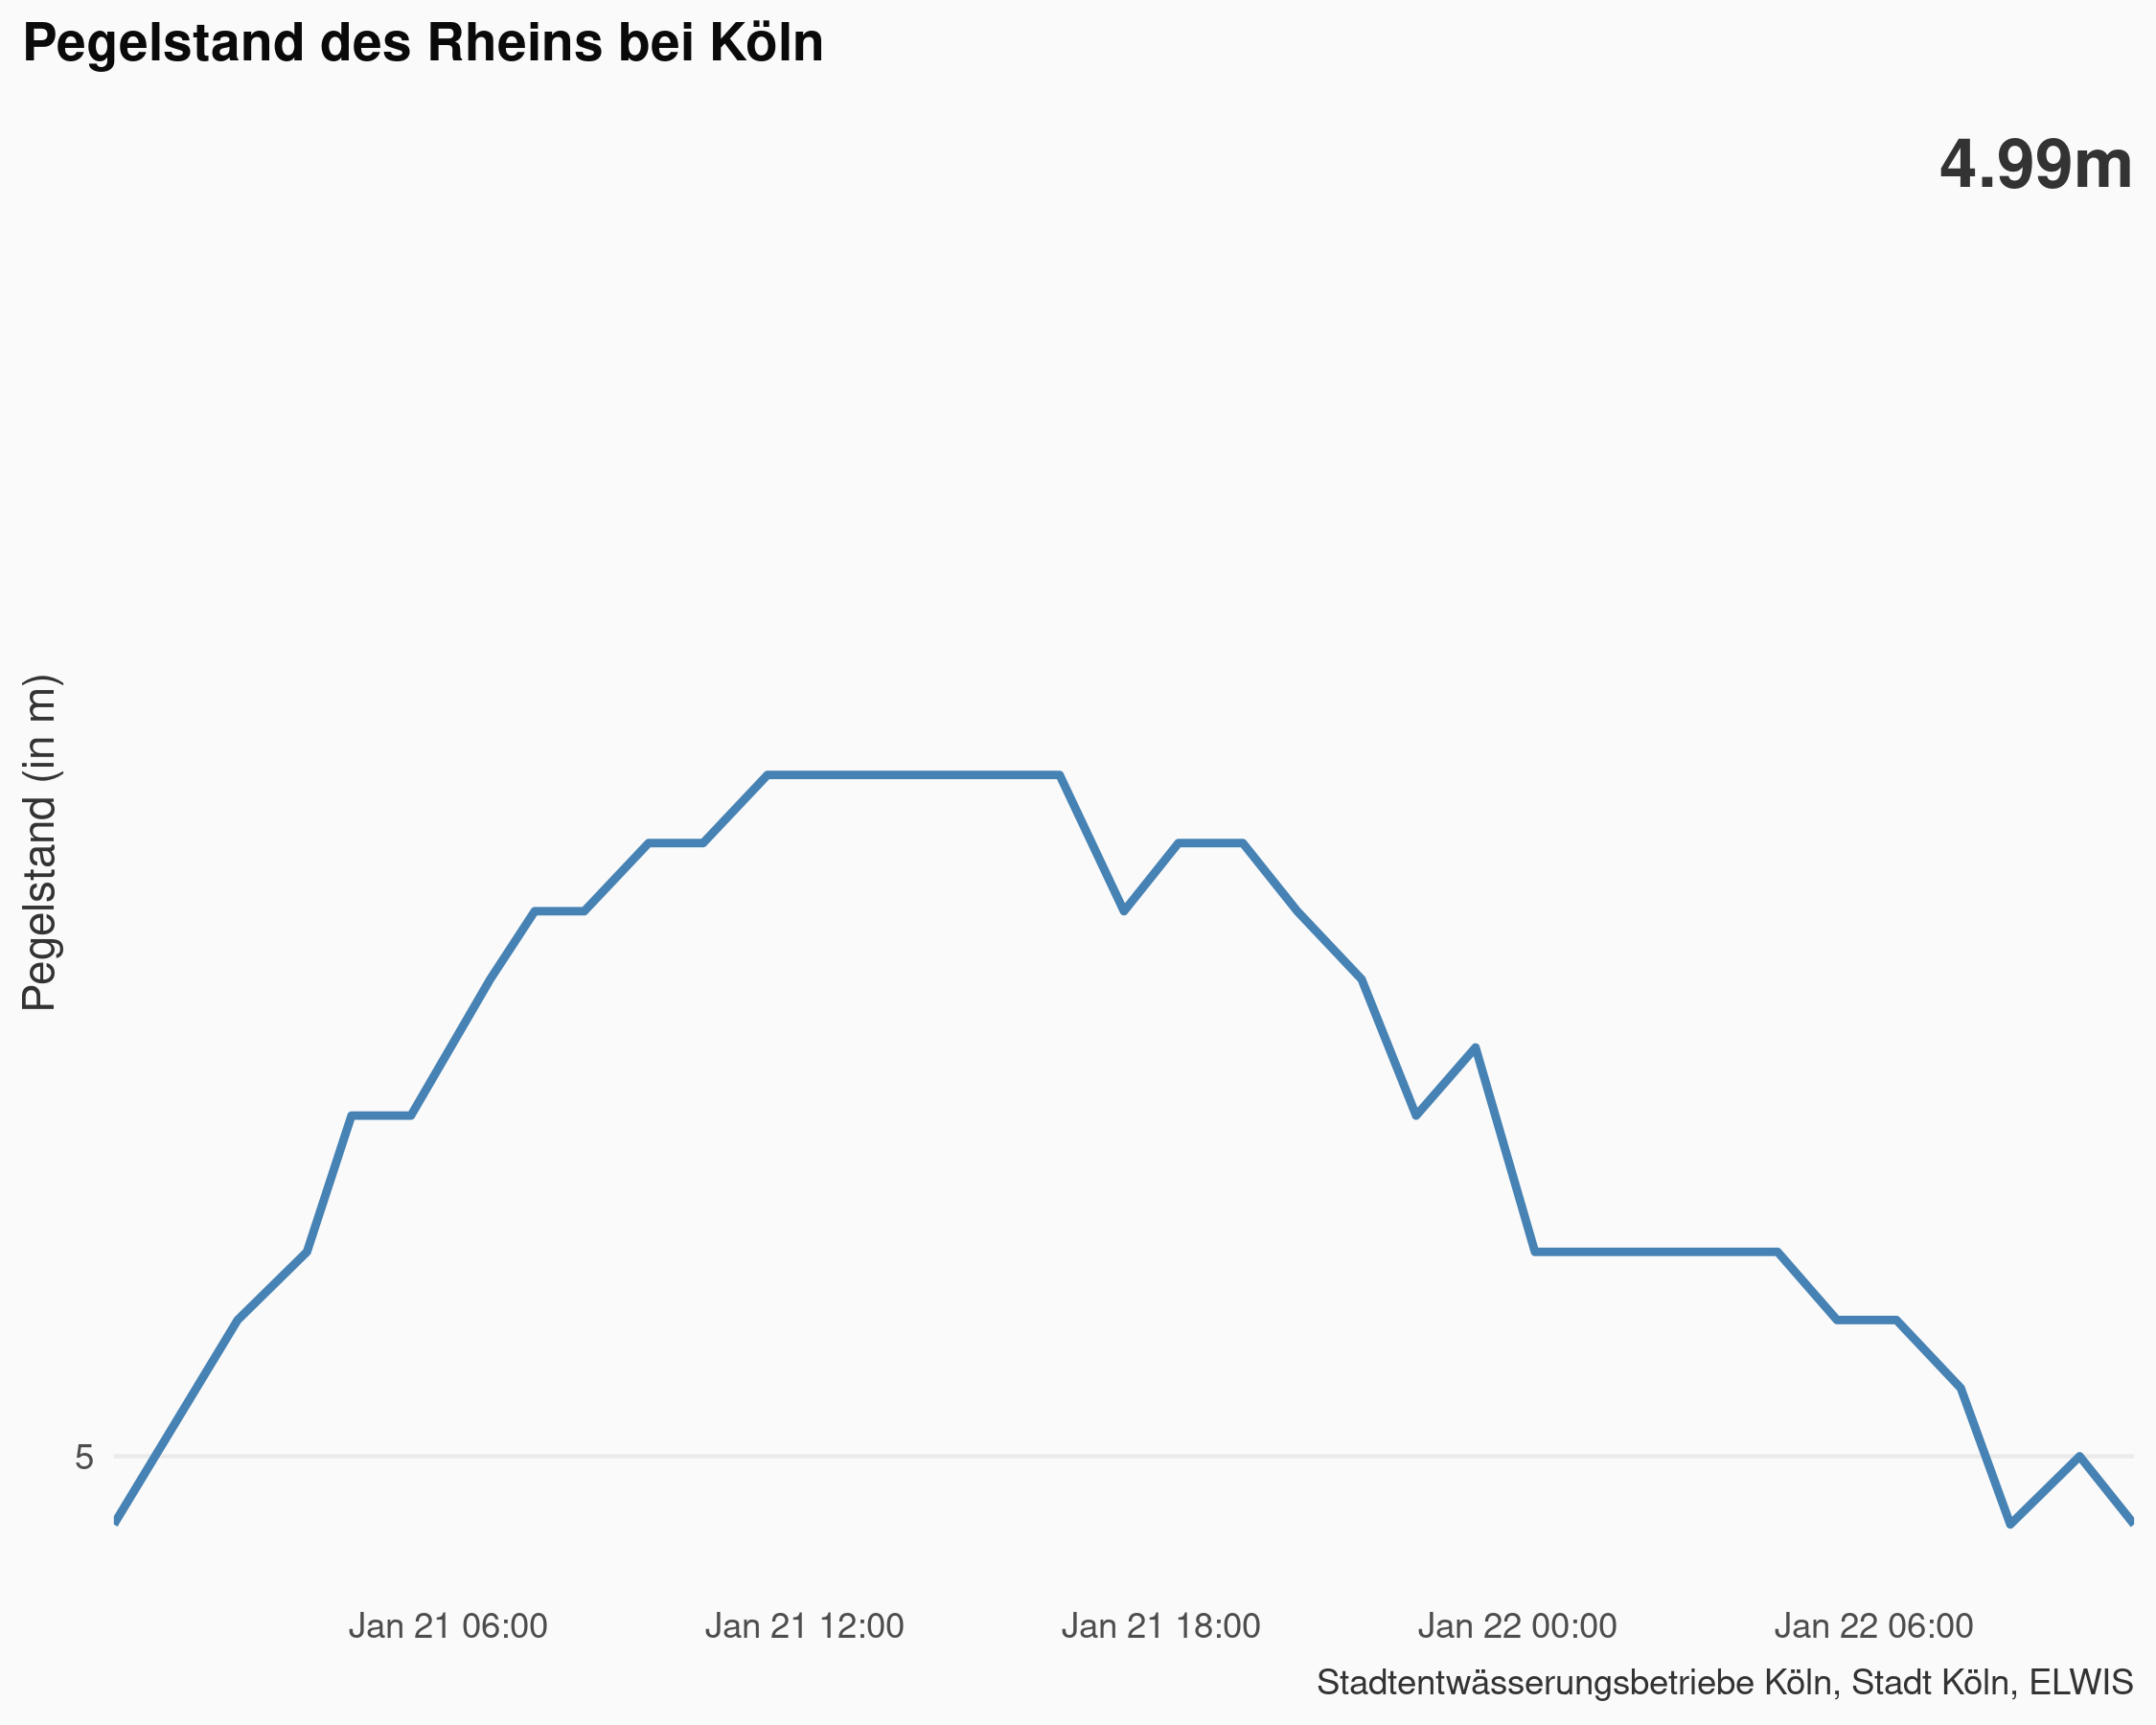 Pegelstand des Rheins bei Köln
4.99m
Pegelstand (in m)
5
Jan 21 06:00
Jan 21 12:00
Jan 21 18:00
Jan 22 00:00
Jan 22 06:00
Stadtentwässerungsbetriebe Köln, Stadt Köln, ELWIS